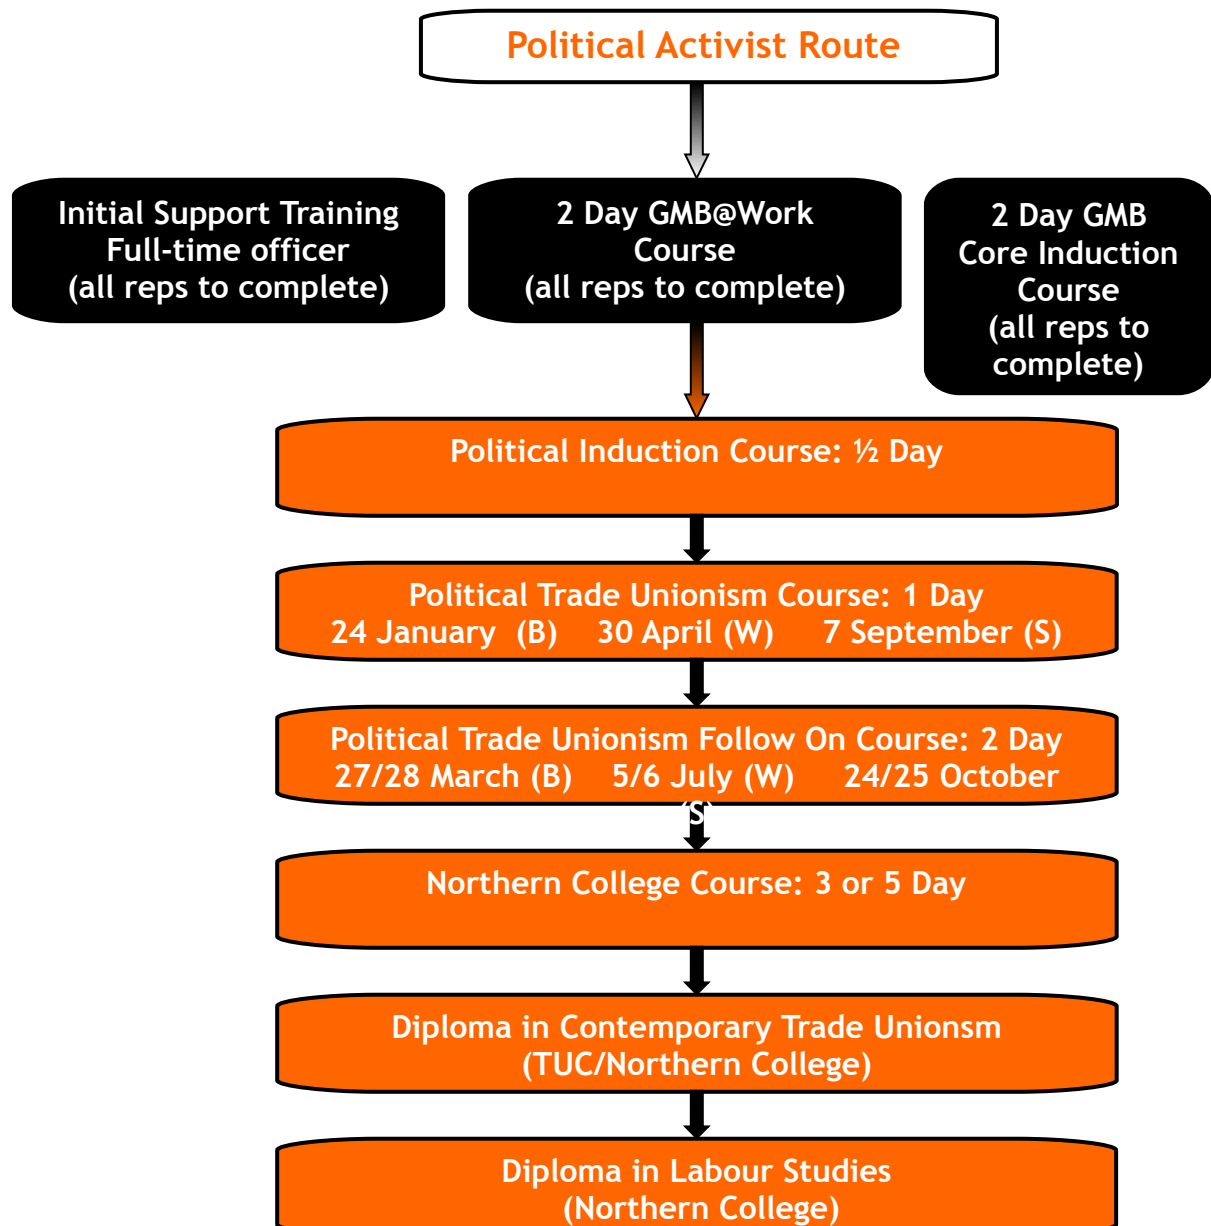 Political Activist Route
Initial Support Training
Full-time officer
(all reps to complete)
2 Day GMB@Work
Course
(all reps to complete)
2 Day GMB
Core Induction
Course
(all reps to
complete)
Political Induction Course: ½ Day
Political Trade Unionism Course: 1 Day
24 January (B) 30 April (W) 7 September (S)
Political Trade Unionism Follow On Course: 2 Day
27/28 March (B) 5/6 July (W) 24/25 October
(S)
Northern College Course: 3 or 5 Day
Diploma in Contemporary Trade Unionsm
(TUC/Northern College)
Diploma in Labour Studies
(Northern College)